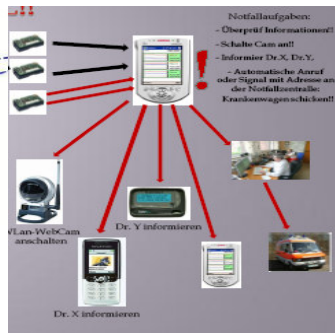 !!
Notfallaufgaben:
- Überprüf Informationen!!
- Schalte Cam an!!
- Informier Dr.X, Dr.Y,
- Automatische Anruf
oder Signal mit Adresse an
der Notfallzentralle:
Krankenwagen schicken!!
WLan-WebCam
anschalten
Dr. Y informieren
Dr. X informieren